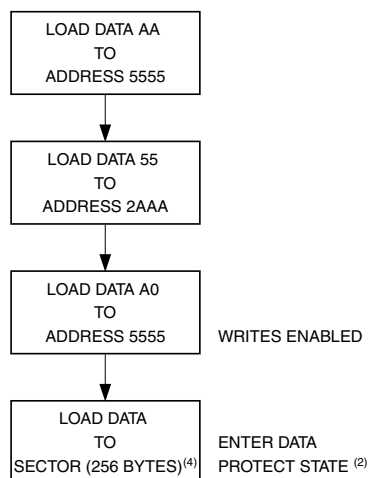 LOAD DATA AA
TO
ADDRESS 5555
LOAD DATA 55
TO
ADDRESS 2AAA
LOAD DATA A0
TO
ADDRESS 5555
WRITES ENABLED
LOAD DATA
TO
SECTOR (256 BYTES)(4)
ENTER DATA
PROTECT STATE (2)